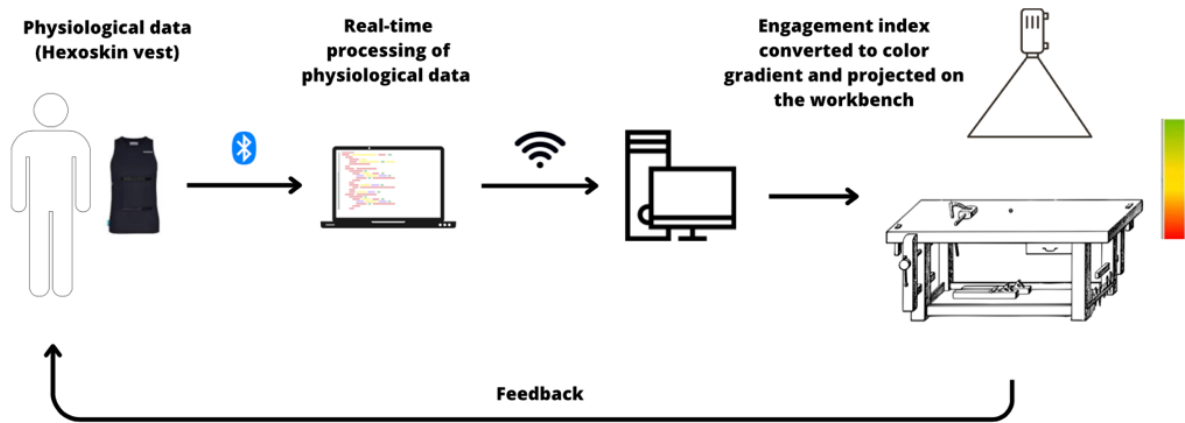 Physiological data
(Hexoskin vest)
Real-time
processing of
physiological data
Engagement index
converted to color
gradient and projected on
the workbench
Feedback